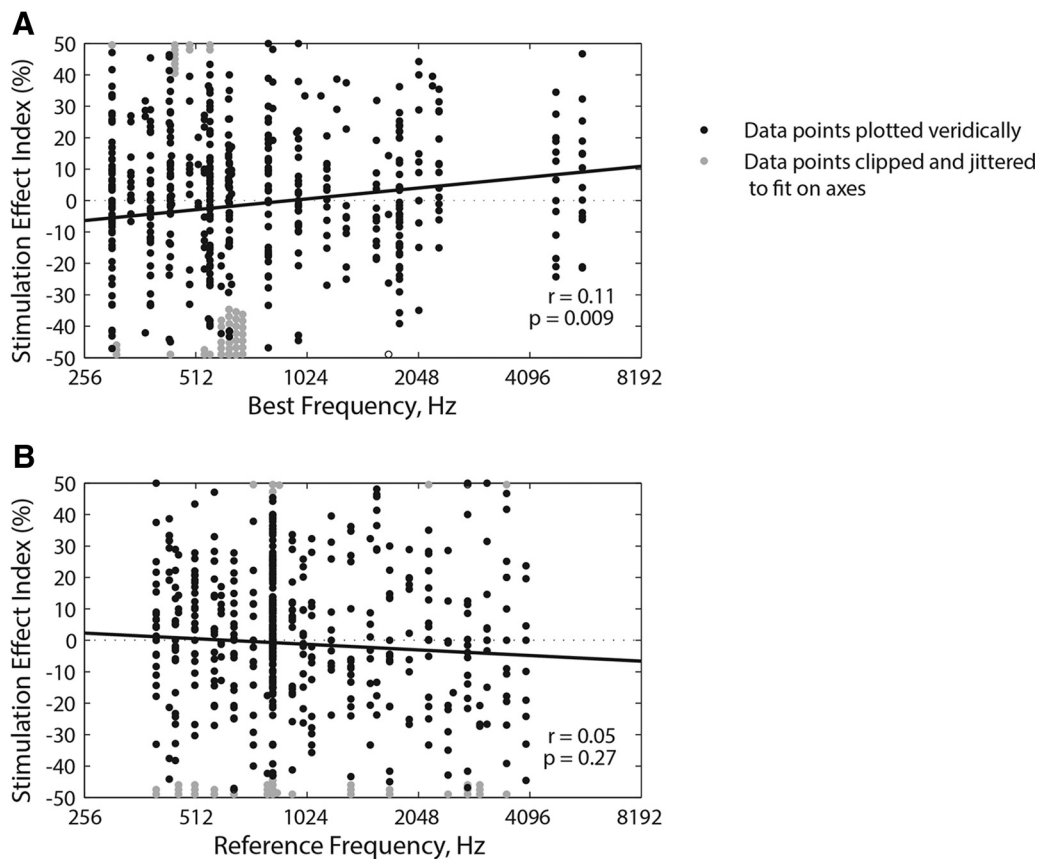 A
50
40
30
20
10
0
-10
-20
-30
-40
-50
Stimulation Effect Index (%)
r = 0.11
p = 0.009
256 512 1024 2048 4096 8192
Best Frequency, Hz
Data points plotted veridically
Data points clipped and jittered
to fit on axes
B
50
40
30
20
10
0
-10
-20
-30
-40
-50
Stimulation Effect Index (%)
r = 0.05
p = 0.27
256 512 1024 2048 4096 8192
Reference Frequency, Hz